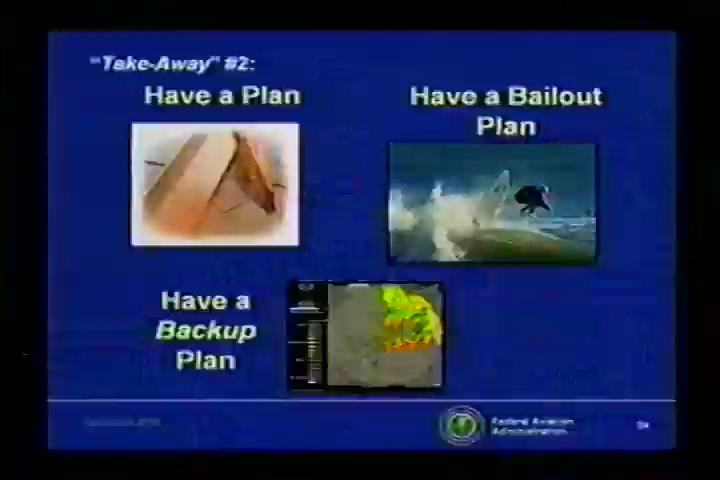 "Take-Away" #2:
Have a Plan
Have a Bailout
Plan
Have a
Backup
Plan
Federal Aviation
Administration